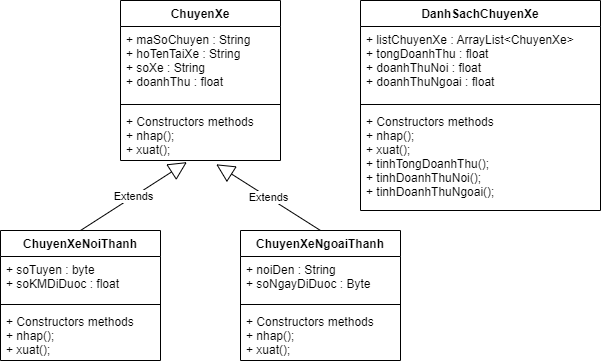 ChuyenXe
+ maSoChuyen : String
+ hoTenTaiXe : String
+ soXe : String
+ doanhThu : float
+ Constructors methods
+ nhap();
+ xuat();
DanhSachChuyenXe
+ listChuyenXe : ArrayList<ChuyenXe>
+ tongDoanhThu : float
+ doanhThuNoi : float
+ doanhThuNgoai : float
+ Constructors methods
+ nhap();
+ xuat();
+ tinhTongDoanhThu();
+ tinhDoanhThuNoi();
+ tinhDoanhThuNgoai();
Extends
Extends
ChuyenXeNoiThanh
+ soTuyen : byte
+ soKMDiDuoc : float
+ Constructors methods
+ nhap();
+ xuat();
ChuyenXeNgoaiThanh
+ noiDen : String
+ soNgayDiDuoc : Byte
+ Constructors methods
+ nhap();
+ xuat();